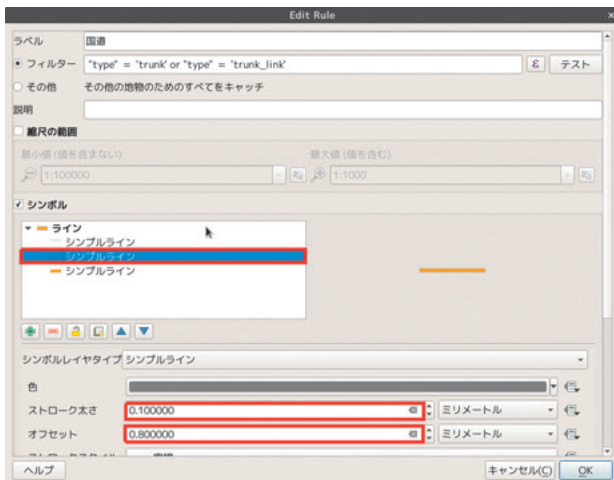 Edit Rule
ラベル 国道
フィルター "type" = 'trunk' or "type" = 'trunk_link' ε テスト
その他 その他の地物のためのすべてをキャッチ
説明
縮尺の範囲
最小値 (値を含まない) 最大値 (値を含む)
1:100000 1:1000
シンボル
ライン
シンプルライン
シンプルライン
シンプルライン
シンボルレイヤタイプ シンプルライン
色
ストローク太さ 0.100000 ミリメートル
オフセット 0.800000 ミリメートル
ヘルプ キャンセル(C) OK